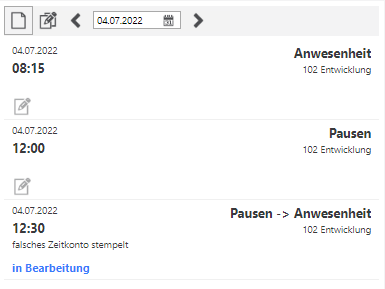 04.07.2022
04.07.2022 Anwesenheit
08:15 102 Entwicklung
04.07.2022 Pausen
12:00 102 Entwicklung
04.07.2022 Pausen -> Anwesenheit
12:30 102 Entwicklung
falsches Zeitkonto stempelt
in Bearbeitung